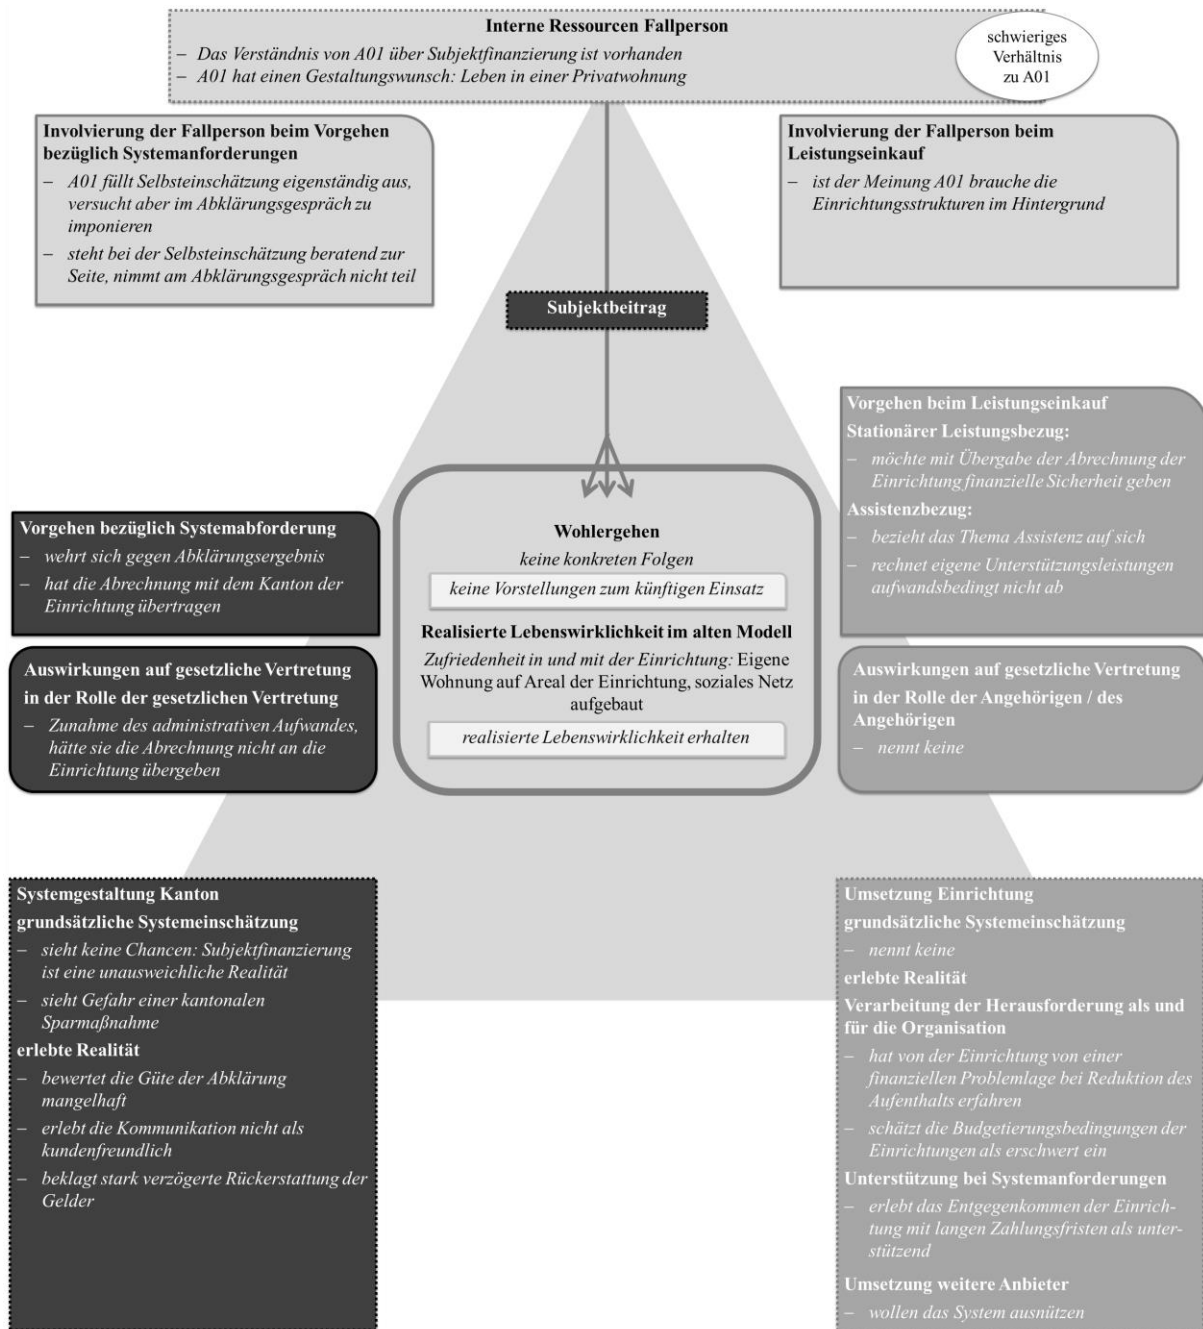 Interne Ressourcen Fallperson
– Das Verständnis von A01 über Subjektfinanzierung ist vorhanden
– A01 hat einen Gestaltungswunsch: Leben in einer Privatwohnung
schwieriges
Verhältnis
zu A01
Involvierung der Fallperson beim Vorgehen
bezüglich Systemanforderungen
– A01 füllt Selbsteinschätzung eigenständig aus,
versucht aber im Abklärungsgespräch zu
imponieren
– steht bei der Selbsteinschätzung beratend zur
Seite, nimmt am Abklärungsgespräch nicht teil
Involvierung der Fallperson beim
Leistungseinkauf
– ist der Meinung A01 brauche die
Einrichtungsstrukturen im Hintergrund
Subjektbeitrag
Vorgehen beim Leistungseinkauf
Stationärer Leistungsbezug:
– möchte mit Übergabe der Abrechnung der
Einrichtung finanzielle Sicherheit geben
Assistenzbezug:
– bezieht das Thema Assistenz auf sich
– rechnet eigene Unterstützungsleistungen
aufwandsbedingt nicht ab
Vorgehen bezüglich Systemabforderung
– wehrt sich gegen Abklärungsergebnis
– hat die Abrechnung mit dem Kanton der
Einrichtung übertragen
Wohlergehen
keine konkreten Folgen
keine Vorstellungen zum künftigen Einsatz
Realisierte Lebenswirklichkeit im alten Modell
Zufriedenheit in und mit der Einrichtung: Eigene
Wohnung auf Areal der Einrichtung, soziales Netz
aufgebaut
realisierte Lebenswirklichkeit erhalten
Auswirkungen auf gesetzliche Vertretung
in der Rolle der gesetzlichen Vertretung
– Zunahme des administrativen Aufwandes,
hätte sie die Abrechnung nicht an die
Einrichtung übergeben
Auswirkungen auf gesetzliche Vertretung
in der Rolle der Angehörigen / des
Angehörigen
– nennt keine
Systemgestaltung Kanton
grundsätzliche Systemeinschätzung
– sieht keine Chancen: Subjektfinanzierung
ist eine unausweichliche Realität
– sieht Gefahr einer kantonalen
Sparmaßnahme
erlebte Realität
– bewertet die Güte der Abklärung
mangelhaft
– erlebt die Kommunikation nicht als
kundenfreundlich
– beklagt stark verzögerte Rückerstattung der
Gelder
Umsetzung Einrichtung
grundsätzliche Systemeinschätzung
– nennt keine
erlebte Realität
Verarbeitung der Herausforderung als und
für die Organisation
– hat von der Einrichtung von einer
finanziellen Problemlage bei Reduktion des
Aufenthalts erfahren
– schätzt die Budgetierungsbedingungen der
Einrichtungen als erschwert ein
Unterstützung bei Systemanforderungen
– erlebt das Entgegenkommen der Einrich-
tung mit langen Zahlungsfristen als unter-
stützend
Umsetzung weitere Anbieter
– wollen das System ausnützen